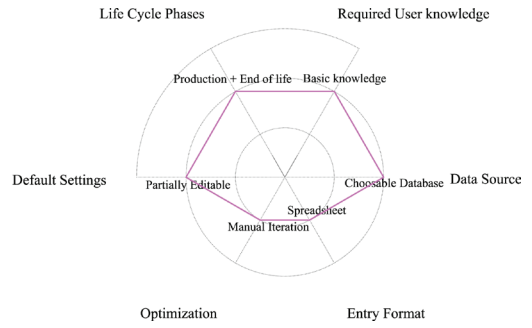 Life Cycle Phases
Required User knowledge
Production + End of life
Basic knowledge
Default Settings
Partially Editable
Choosable Database
Data Source
Spreadsheet
Manual Iteration
Optimization
Entry Format